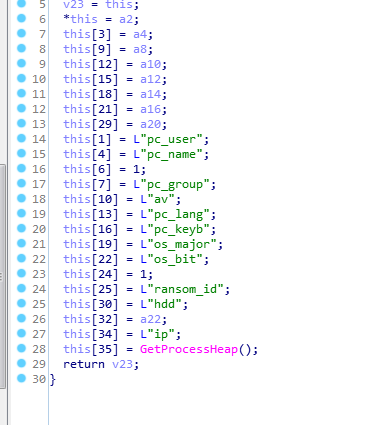 5 v23 = this;
6 *this = a2;
7 this[3] = a4;
8 this[9] = a8;
9 this[12] = a10;
10 this[15] = a12;
11 this[18] = a14;
12 this[21] = a16;
13 this[29] = a20;
14 this[1] = L"pc_user";
15 this[4] = L"pc_name";
16 this[6] = 1;
17 this[7] = L"pc_group";
18 this[10] = L"av";
19 this[13] = L"pc_lang";
20 this[16] = L"pc_keyb";
21 this[19] = L"os_major";
22 this[22] = L"os_bit";
23 this[24] = 1;
24 this[25] = L"ransom_id";
25 this[30] = L"hdd";
26 this[32] = a22;
27 this[34] = L"ip";
28 this[35] = GetProcessHeap();
29 return v23;
30 }